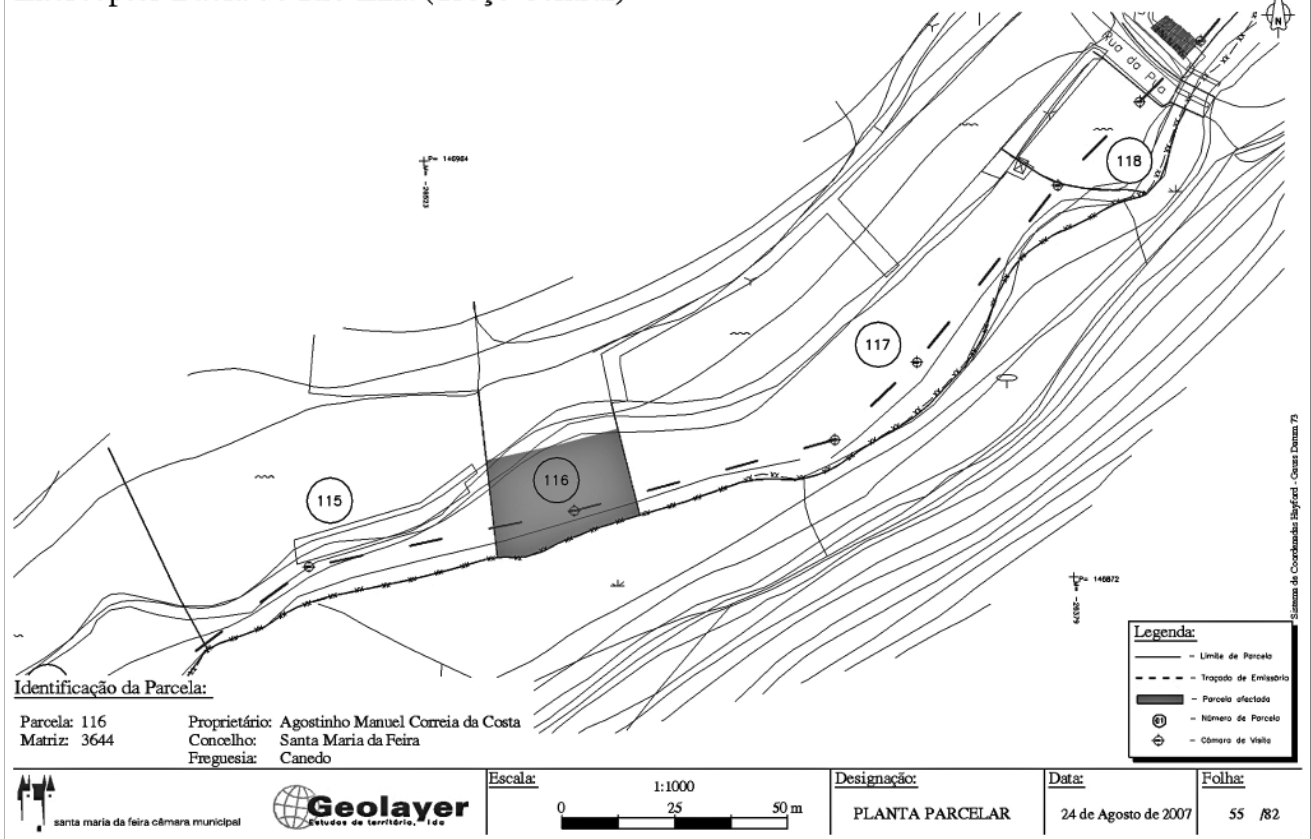 N
Rua da
P= 146984
M= -26523
118
117
116
115
P= 146872
M= -26379
Sistema de Coordenadas Hayford - Gauss Datum 73
Legenda:
- Limite de Parcela
- Traçado de Emissário
- Parcela afectada
61 - Número de Parcela
- Câmara de Visita
Identificação da Parcela:
Parcela: 116 Proprietário: Agostinho Manuel Correia da Costa
Matriz: 3644 Concelho: Santa Maria da Feira
Freguesia: Canedo
santa maria da feira câmara municipal
Geolayer
Estudos de território, lda
Escala:
1:1000
0 25 50 m
Designação:
PLANTA PARCELAR
Data:
24 de Agosto de 2007
Folha:
55 /82